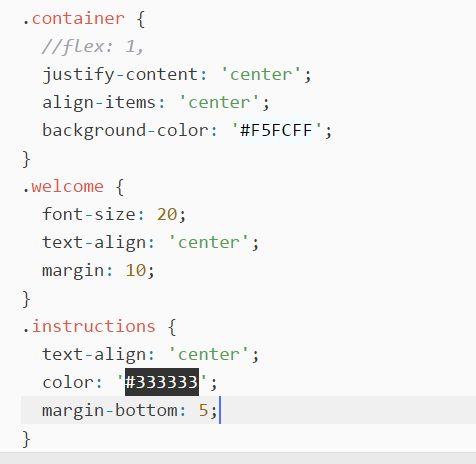 .container {
  //flex: 1,
  justify-content: 'center';
  align-items: 'center';
  background-color: '#F5FCFF';
}
.welcome {
  font-size: 20;
  text-align: 'center';
  margin: 10;
}
.instructions {
  text-align: 'center';
  color: '#333333';
  margin-bottom: 5;
}